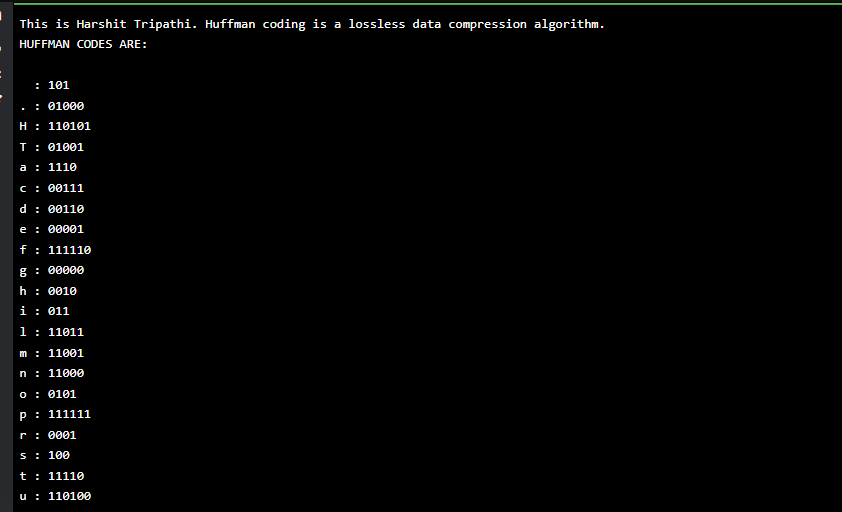 This is Harshit Tripathi. Huffman coding is a lossless data compression algorithm.
HUFFMAN CODES ARE:
: 101
. : 01000
H : 110101
T : 01001
a : 1110
c : 00111
d : 00110
e : 00001
f : 111110
g : 00000
h : 0010
i : 011
l : 11011
m : 11001
n : 11000
o : 0101
p : 111111
r : 0001
s : 100
t : 11110
u : 110100